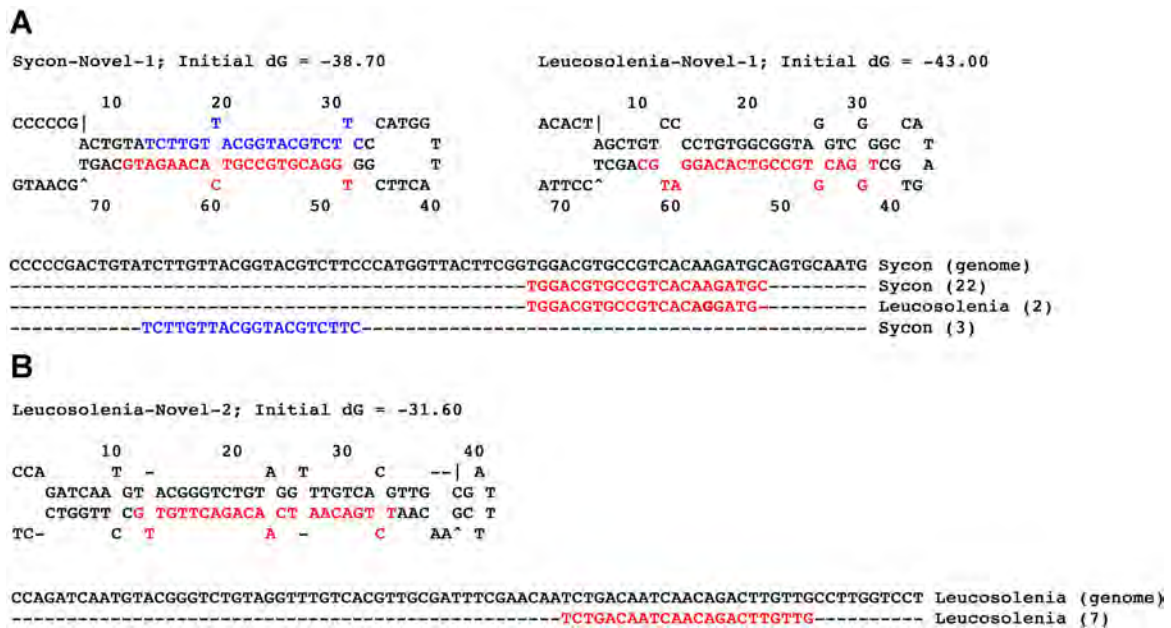 A
Sycon-Novel-1; Initial dG = -38.70 Leucosolenia-Novel-1; Initial dG = -43.00
10 20 30 10 20 30
CCCCCG| T T CATGG ACACT| CC G G CA
ACTGTATCTTGT ACGGTACGTCT CC T AGCTGT CCTGTGGCGGTA GTC GGC T
TGACGTAGAACA TGCCGTGCAGG GG T TCGACG GGACACTGCCGT CAG TCG A
GTAACG^ C T CTTCA ATTCC^ TA G G TG
70 60 50 40 70 60 50 40
CCCCCGACTGTATCTTGTTACGGTACGTCTTCCCATGGTTACTTCGGTGGACGTGCCGTCACAAGATGCAGTGCAATG Sycon (genome)
-----------------------------------------------TGGACGTGCCGTCACAAGATGC--------- Sycon (22)
-----------------------------------------------TGGACGTGCCGTCACAGGATG---------- Leucosolenia (2)
------------TCTTGTTACGGTACGTCTTC---------------------------------------------- Sycon (3)
B
Leucosolenia-Novel-2; Initial dG = -31.60
10 20 30 40
CCA T - A T C --| A
GATCAA GT ACGGGTCTGT GG TTGTCA GTTG CG T
CTGGTTC G TGTTCAGACA CT AACAGT TAAC GC T
TC- C T A - C AA^ T
CCAGATCAATGTACGGGTCTGTAGGTTTGTCACGTTGCGATTTCGAACAATCTGACAATCAACAGACTTGTTGCCTTGGTCCT Leucosolenia (genome)
--------------------------------------------------TCTGACAATCAACAGACTTGTTG---------- Leucosolenia (7)